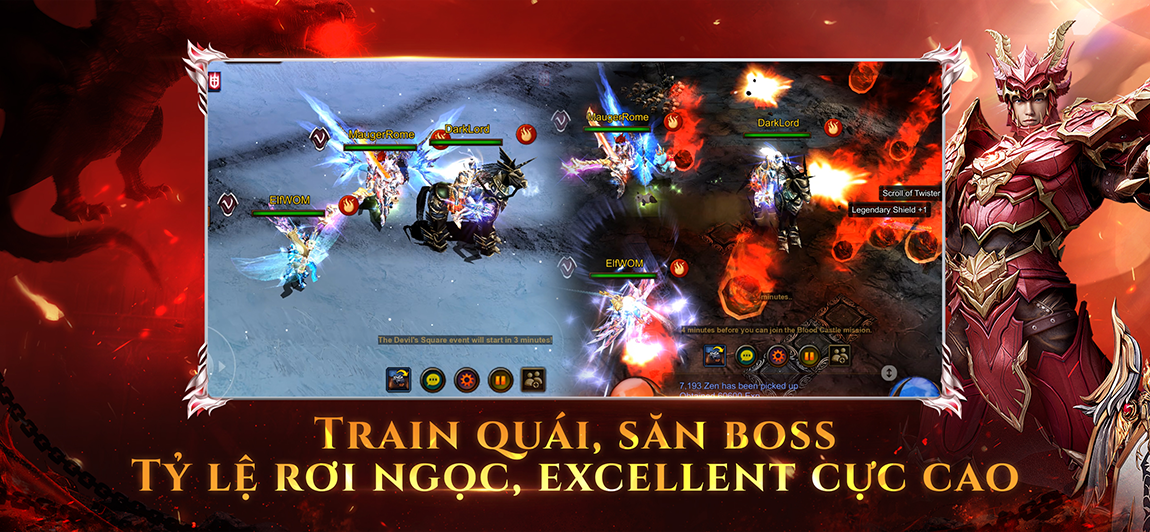 MaugerRome
DarkLord
ElfWOM
The Devil's Square event will start in 3 minutes!
MaugerRome
DarkLord
Scroll of Twister
Legendary Shield +1
ElfWOM
minutes..
4 minutes before you can join the Blood Castle mission.
7,193 Zen has been picked up
TRAIN QUÁI, SĂN BOSS
TỶ LỆ RƠI NGỌC, EXCELLENT CỰC CAO